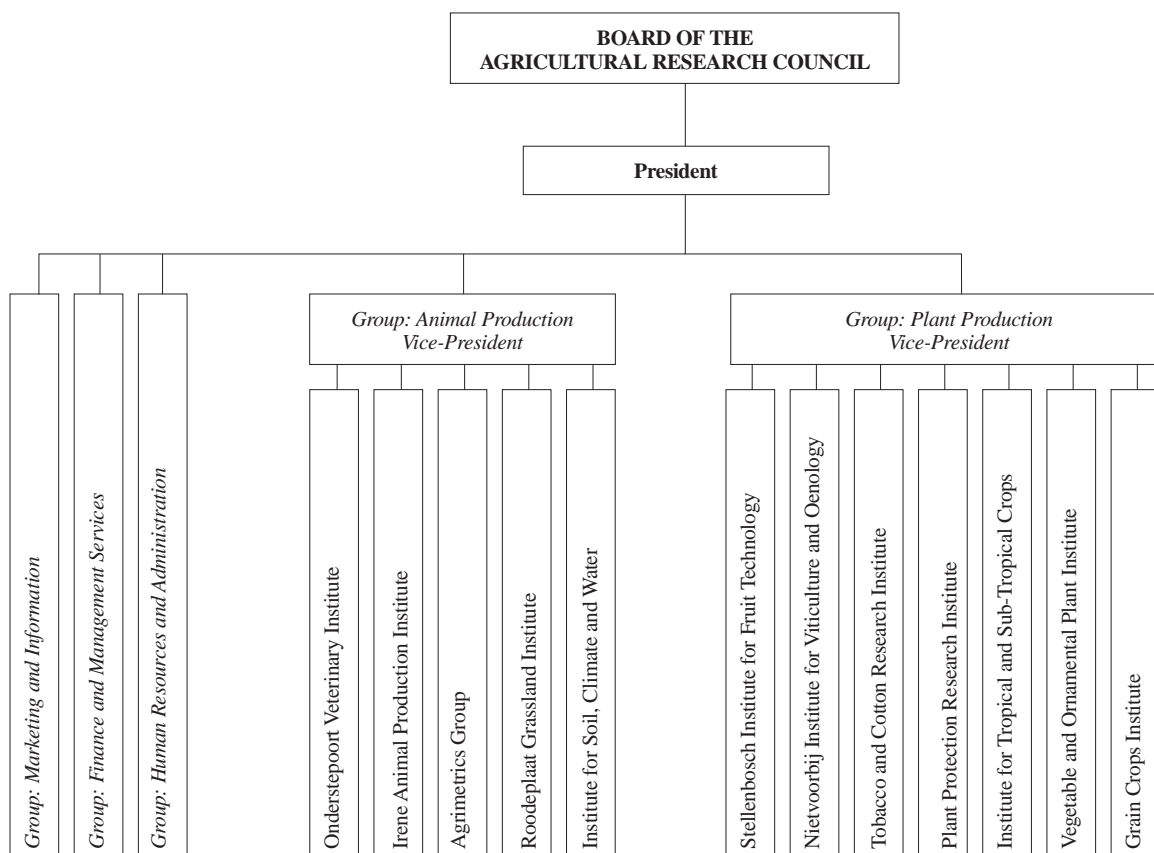 BOARD OF THE
AGRICULTURAL RESEARCH COUNCIL
President
Group: Marketing and Information
Group: Finance and Management Services
Group: Human Resources and Administration
Group: Animal Production
Vice-President
Onderstepoort Veterinary Institute
Irene Animal Production Institute
Agrimetrics Group
Roodeplaat Grassland Institute
Institute for Soil, Climate and Water
Group: Plant Production
Vice-President
Stellenbosch Institute for Fruit Technology
Nietvoorbij Institute for Viticulture and Oenology
Tobacco and Cotton Research Institute
Plant Protection Research Institute
Institute for Tropical and Sub-Tropical Crops
Vegetable and Ornamental Plant Institute
Grain Crops Institute